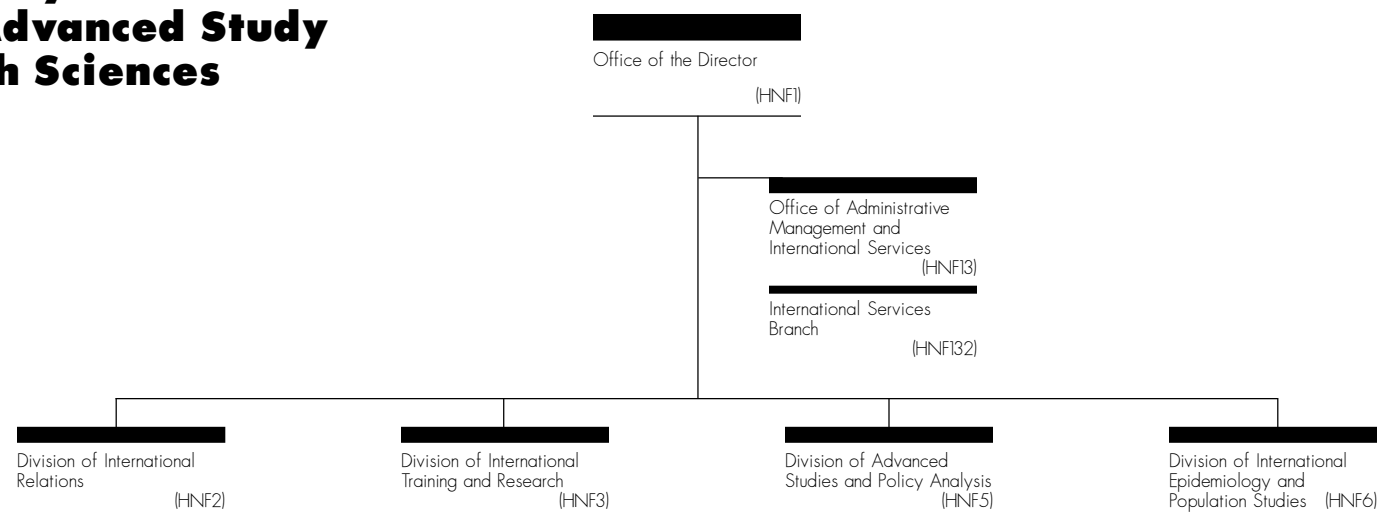 Advanced Study
Sciences
Office of the Director
(HNF1)
Office of Administrative
Management and
International Services
(HNF13)
International Services
Branch
(HNF132)
Division of International
Relations
(HNF2)
Division of International
Training and Research
(HNF3)
Division of Advanced
Studies and Policy Analysis
(HNF5)
Division of International
Epidemiology and
Population Studies (HNF6)